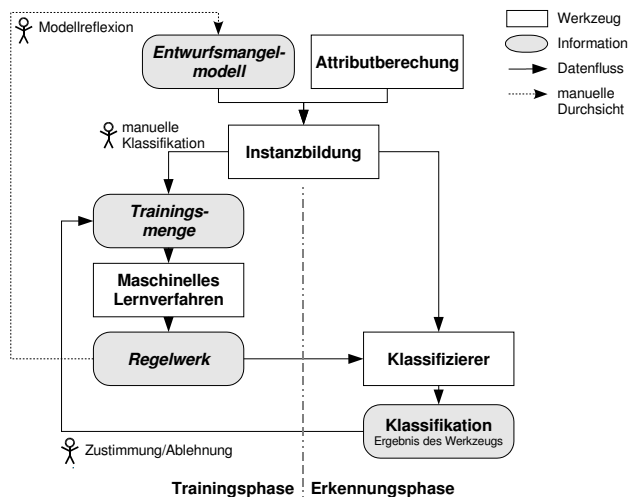 Modellreflexion
Entwurfsmangel-
modell
Attributberechung
Werkzeug
Information
Datenfluss
manuelle
Durchsicht
manuelle
Klassifikation
Instanzbildung
Trainings-
menge
Maschinelles
Lernverfahren
Regelwerk
Klassifizierer
Klassifikation
Ergebnis des Werkzeugs
Zustimmung/Ablehnung
Trainingsphase
Erkennungsphase